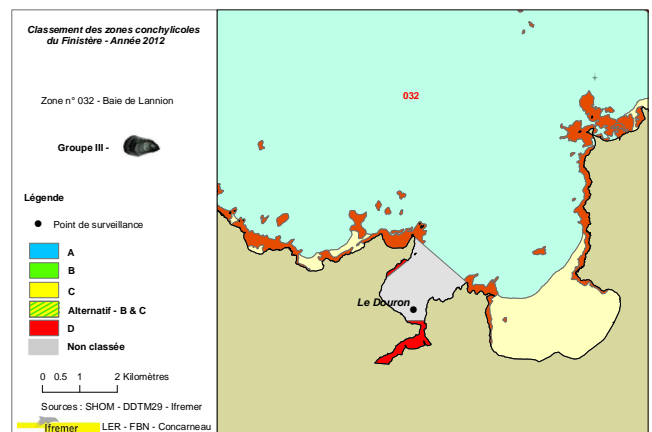 Classement des zones conchylicoles
du Finistère - Année 2012
Zone n° 032 - Baie de Lannion
Groupe III -
Légende
Point de surveillance
A
B
C
Alternatif - B & C
D
Non classée
0 0.5 1 2 Kilomètres
Sources : SHOM - DDTM29 - Ifremer
Ifremer LER - FBN - Concarneau
032
Le Douron